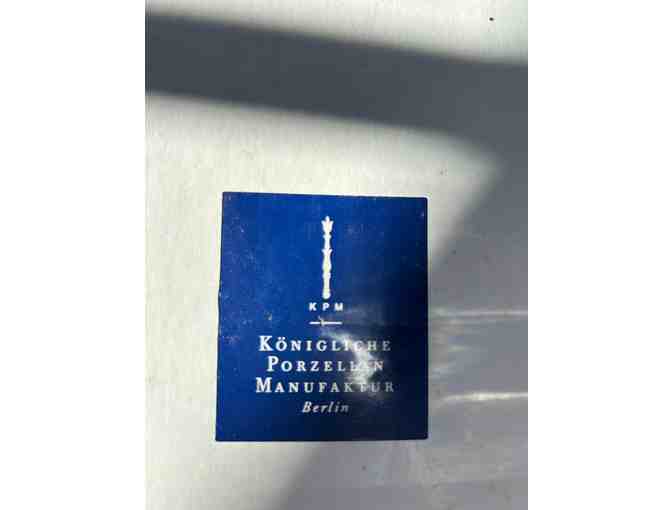 KPM
KÖNIGLICHE
PORZELLAN
MANUFAKTUR
Berlin